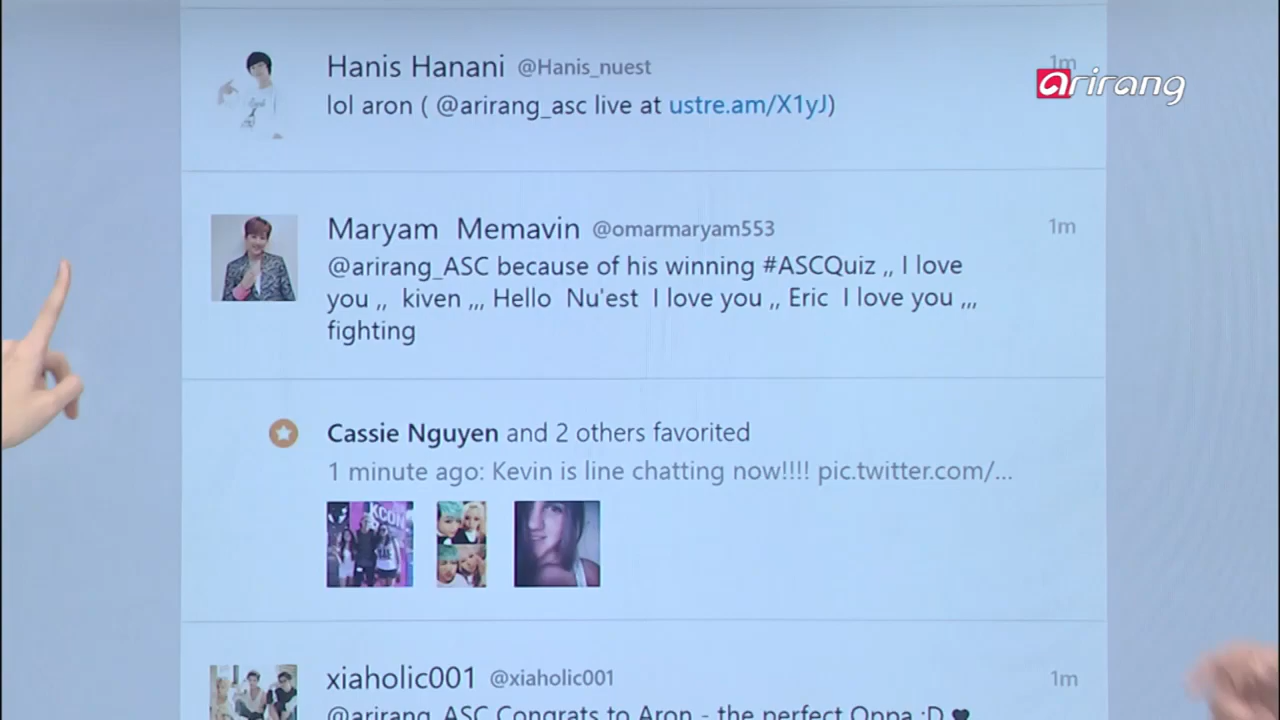 Hanis Hanani @Hanis_nuest 1m
lol aron ( @arirang_asc live at ustre.am/X1yJ)
arirang
Maryam Memavin @omarmaryam553 1m
@arirang_ASC because of his winning #ASCQuiz ,, I love
you ,, kiven ,,, Hello Nu'est I love you ,, Eric I love you ,,,
fighting
Cassie Nguyen and 2 others favorited
1 minute ago: Kevin is line chatting now!!!! pic.twitter.com/...
KCON
xiaholic001 @xiaholic001 1m
@arirang_ASC Congrats to Aron - the perfect Oppa :D ♥